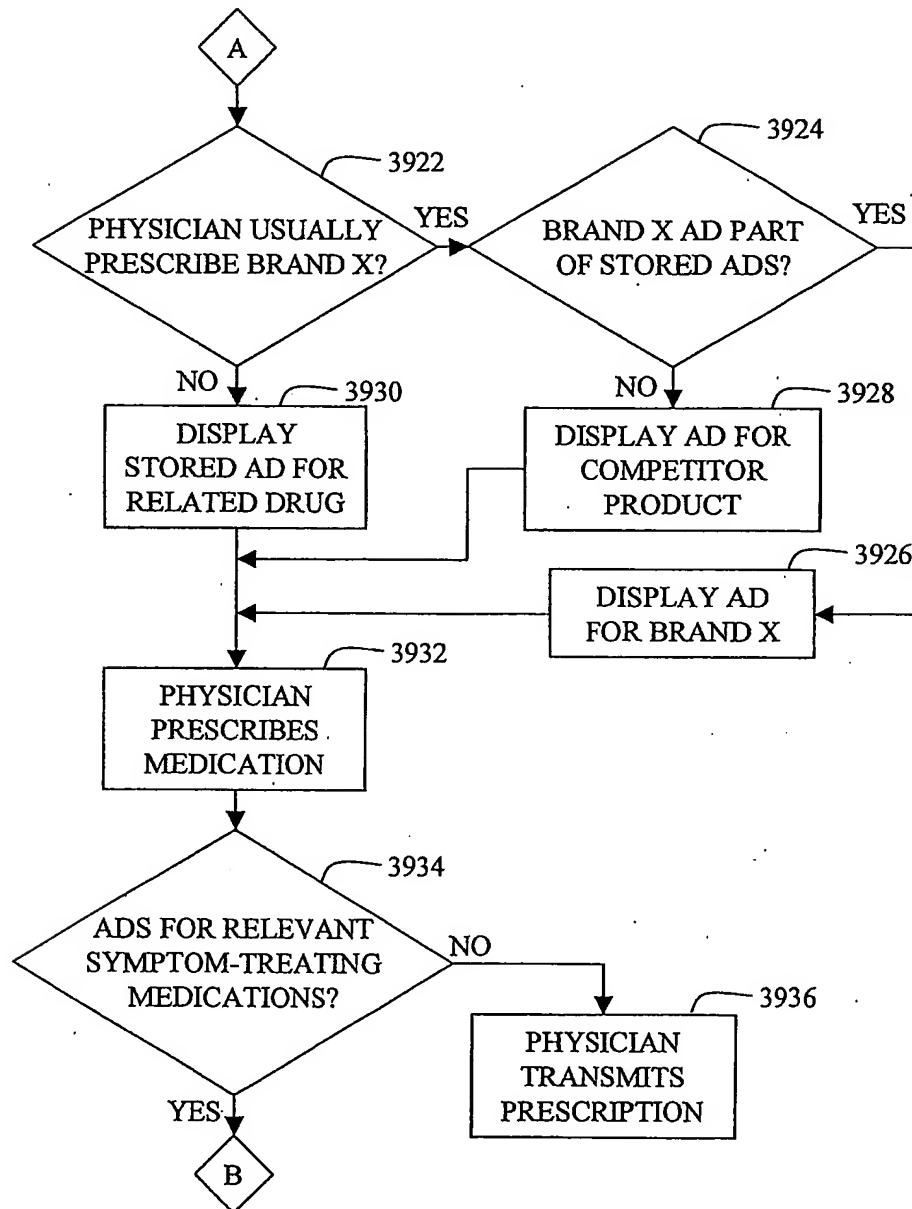 A
3922
3924
PHYSICIAN USUALLY
PRESCRIBE BRAND X?
YES
BRAND X AD PART
OF STORED ADS?
YES
NO
3930
NO
3928
DISPLAY
STORED AD FOR
RELATED DRUG
DISPLAY AD FOR
COMPETITOR
PRODUCT
3926
DISPLAY AD
FOR BRAND X
3932
PHYSICIAN
PRESCRIBES
MEDICATION
3934
ADS FOR RELEVANT
SYMPTOM-TREATING
MEDICATIONS?
NO
3936
PHYSICIAN
TRANSMITS
PRESCRIPTION
YES
B